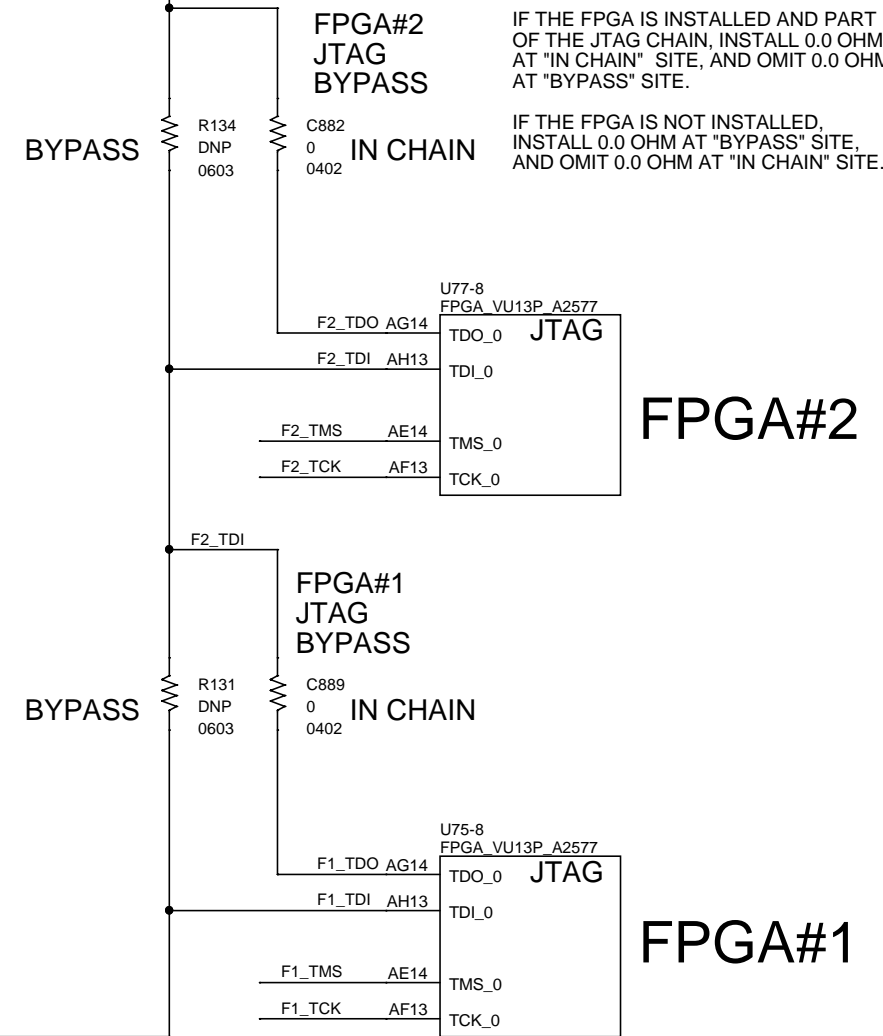 FPGA#2
JTAG
BYPASS
IF THE FPGA IS INSTALLED AND PART
OF THE JTAG CHAIN, INSTALL 0.0 OHM
AT "IN CHAIN" SITE, AND OMIT 0.0 OHM
AT "BYPASS" SITE.
IF THE FPGA IS NOT INSTALLED,
INSTALL 0.0 OHM AT "BYPASS" SITE,
AND OMIT 0.0 OHM AT "IN CHAIN" SITE.
BYPASS
R134
DNP
0603
C882
0
0402
IN CHAIN
U77-8
FPGA_VU13P_A2577
JTAG
F2_TDO AG14 TDO_0
F2_TDI AH13 TDI_0
F2_TMS AE14 TMS_0
F2_TCK AF13 TCK_0
FPGA#2
F2_TDI
FPGA#1
JTAG
BYPASS
BYPASS
R131
DNP
0603
C889
0
0402
IN CHAIN
U75-8
FPGA_VU13P_A2577
JTAG
F1_TDO AG14 TDO_0
F1_TDI AH13 TDI_0
F1_TMS AE14 TMS_0
F1_TCK AF13 TCK_0
FPGA#1